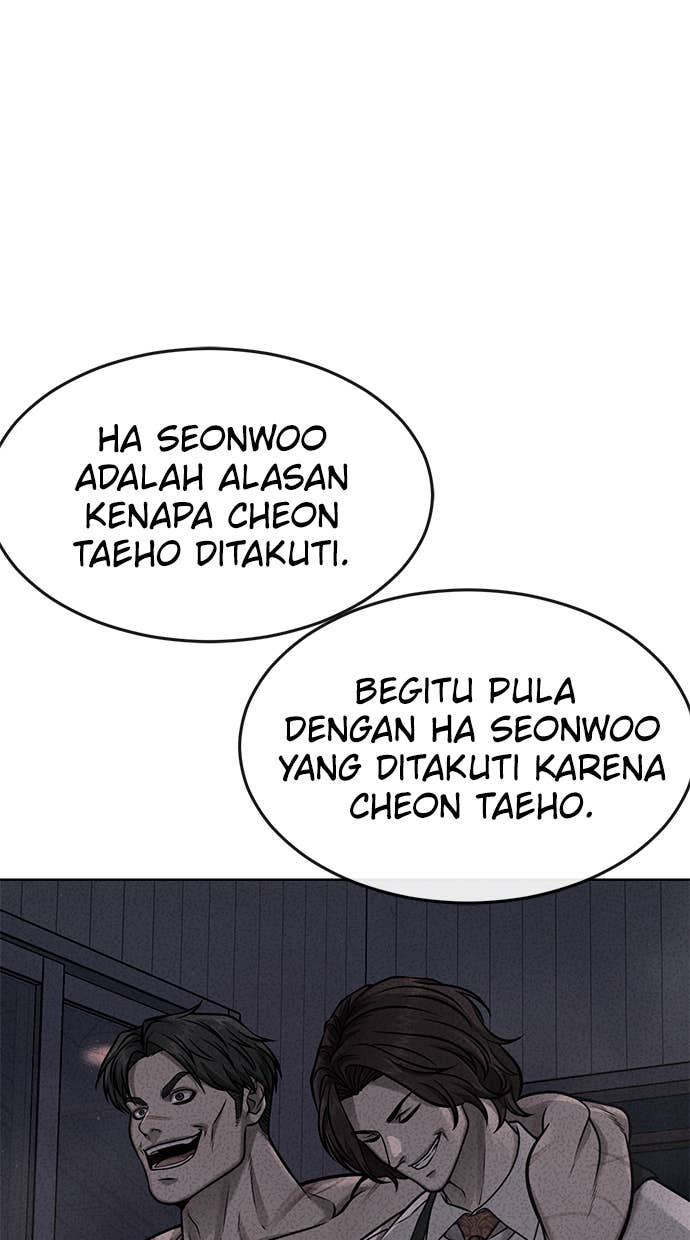 HA SEONWOO
ADALAH ALASAN
KENAPA CHEON
TAEHO DITAKUTI.
BEGITU PULA
DENGAN HA SEONWOO
YANG DITAKUTI KARENA
CHEON TAEHO.